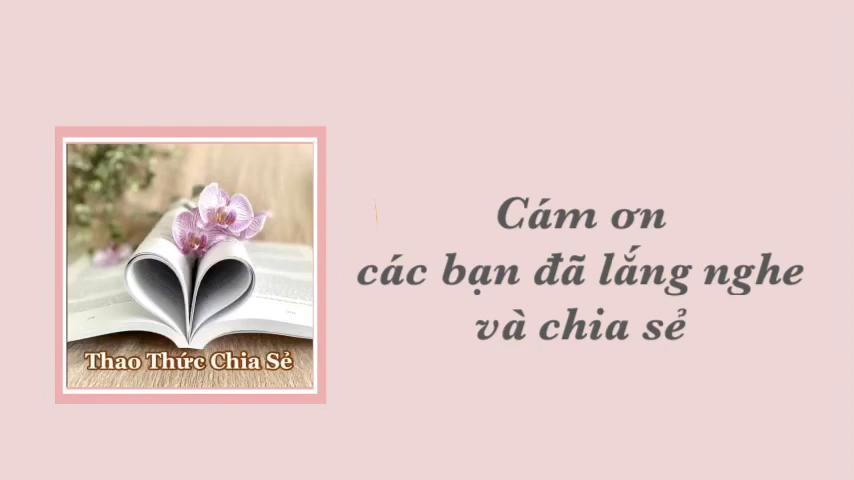 Thao Thức Chia Sẻ
Cám ơn
các bạn đã lắng nghe
và chia sẻ